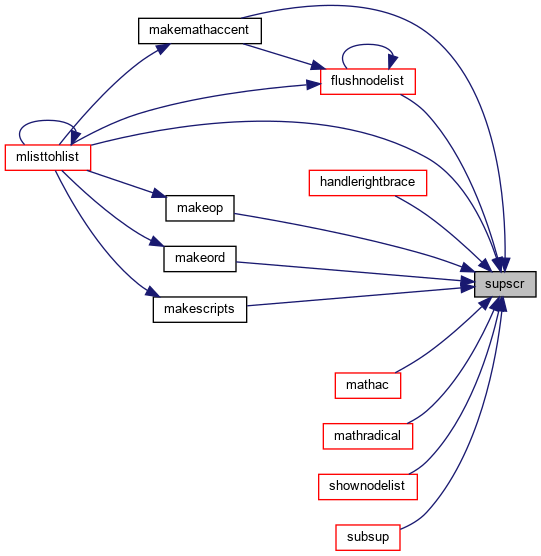 makemathaccent
flushnodelist
mlisttohlist
handlerightbrace
makeop
makeord
supscr
makescripts
mathac
mathradical
shownodelist
subsup